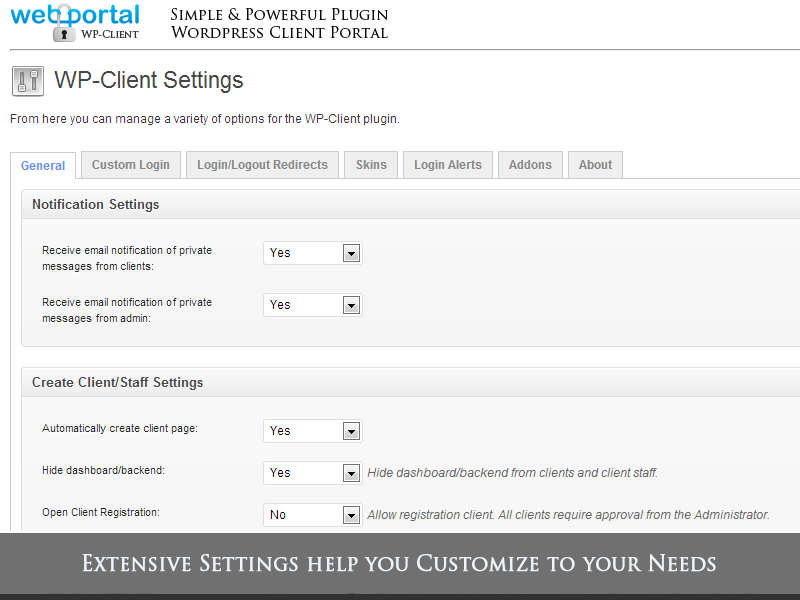 web portal
WP-CLIENT
SIMPLE & POWERFUL PLUGIN
WORDPRESS CLIENT PORTAL
WP-Client Settings
From here you can manage a variety of options for the WP-Client plugin.
General Custom Login Login/Logout Redirects Skins Login Alerts Addons About
Notification Settings
Receive email notification of private
messages from clients:
Yes
Receive email notification of private
messages from admin:
Yes
Create Client/Staff Settings
Automatically create client page: Yes
Hide dashboard/backend: Yes Hide dashboard/backend from clients and client staff.
Open Client Registration: No Allow registration client. All clients require approval from the Administrator.
EXTENSIVE SETTINGS HELP YOU CUSTOMIZE TO YOUR NEEDS